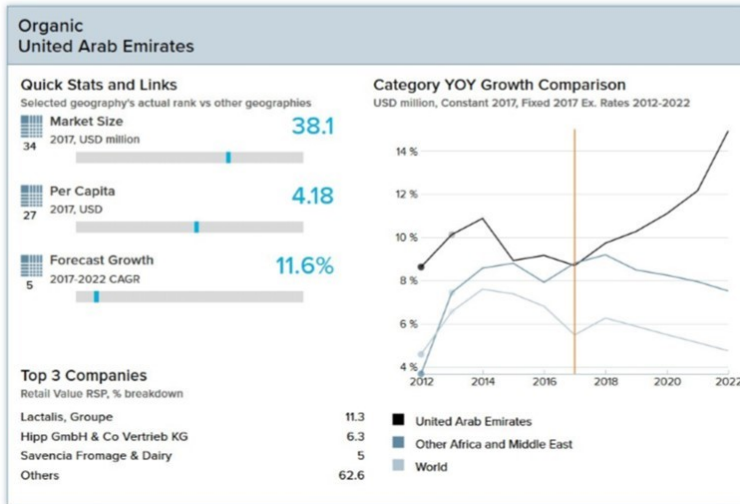 Organic
United Arab Emirates
Quick Stats and Links
Selected geography's actual rank vs other geographies
Market Size
2017, USD million
38.1
34
Per Capita
2017, USD
4.18
27
Forecast Growth
2017-2022 CAGR
11.6%
5
Top 3 Companies
Retail Value RSP, % breakdown
Lactalis, Groupe 11.3
Hipp GmbH & Co Vertrieb KG 6.3
Savencia Fromage & Dairy 5
Others 62.6
Category YOY Growth Comparison
USD million, Constant 2017, Fixed 2017 Ex. Rates 2012-2022
14 %
12 %
10 %
8 %
6 %
4 %
2012 2014 2016 2018 2020 2022
United Arab Emirates
Other Africa and Middle East
World